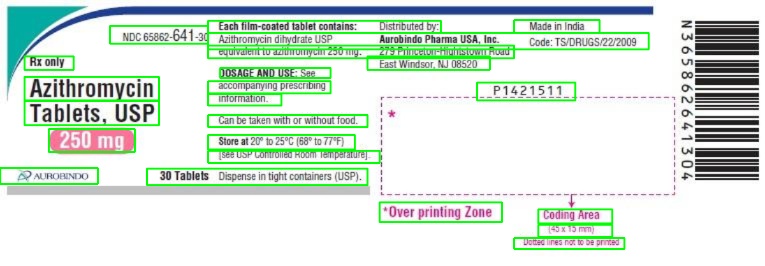 NDC 65862-641-30
Rx only
Azithromycin
Tablets, USP
250 mg
AUROBINDO
30 Tablets
Each film-coated tablet contains:
Azithromycin dihydrate USP
equivalent to azithromycin 250 mg.
DOSAGE AND USE: See
accompanying prescribing
information.
Can be taken with or without food.
Store at 20° to 25°C (68° to 77°F)
[see USP Controlled Room Temperature].
Dispense in tight containers (USP).
Distributed by:
Aurobindo Pharma USA, Inc.
279 Princeton-Hightstown Road
East Windsor, NJ 08520
Made in India
Code: TS/DRUGS/22/2009
P1421511
*
*Over printing Zone
Coding Area
(45 x 15 mm)
Dotted lines not to be printed
N365862641304